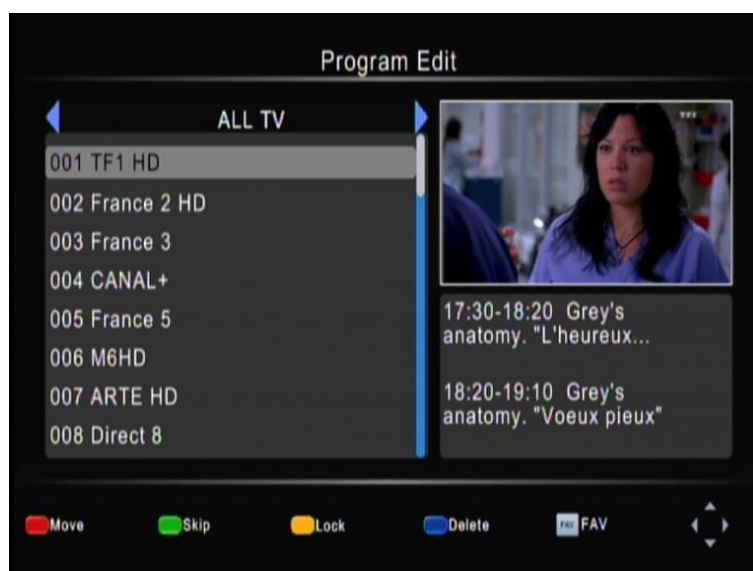 Program Edit
ALL TV
001 TF1 HD
002 France 2 HD
003 France 3
004 CANAL+
005 France 5
006 M6HD
007 ARTE HD
008 Direct 8
17:30-18:20 Grey's
anatomy. "L'heureux...
18:20-19:10 Grey's
anatomy. "Voeux pieux"
Move
Skip
Lock
Delete
FAV FAV